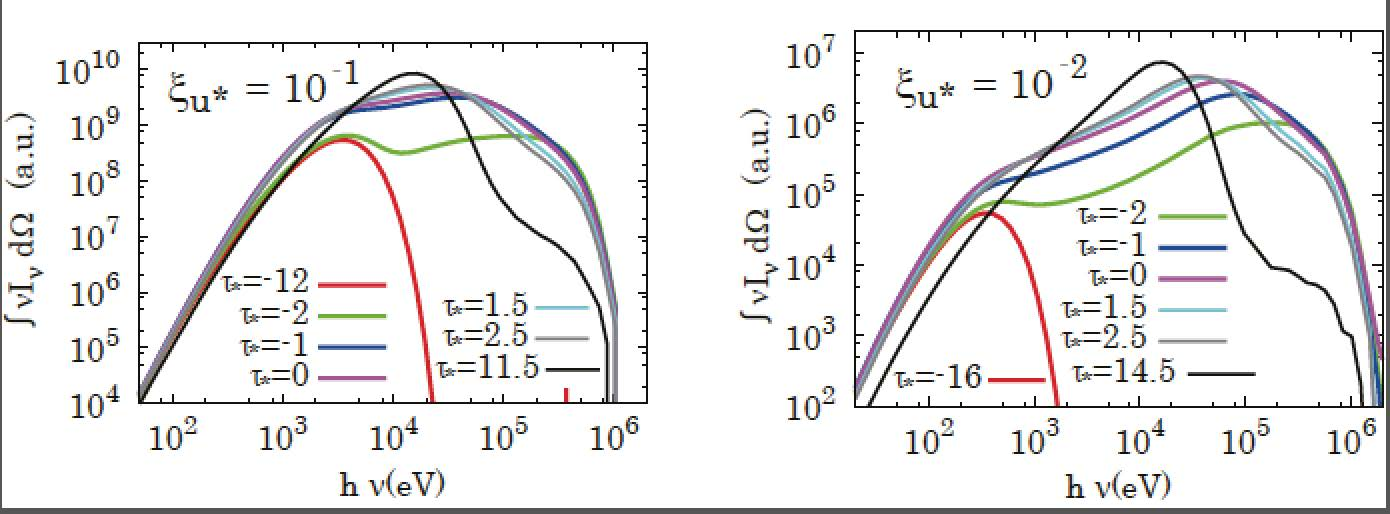 ξu* = 10^-1
∫ νIν dΩ (a.u.)
10^10
10^9
10^8
10^7
10^6
10^5
10^4
τ*=-12
τ*=-2
τ*=-1
τ*=0
τ*=1.5
τ*=2.5
τ*=11.5
10^2 10^3 10^4 10^5 10^6
h ν(eV)
ξu* = 10^-2
∫ νIν dΩ (a.u.)
10^7
10^6
10^5
10^4
10^3
10^2
τ*=-2
τ*=-1
τ*=0
τ*=1.5
τ*=2.5
τ*=-16 τ*=14.5
10^2 10^3 10^4 10^5 10^6
h ν(eV)